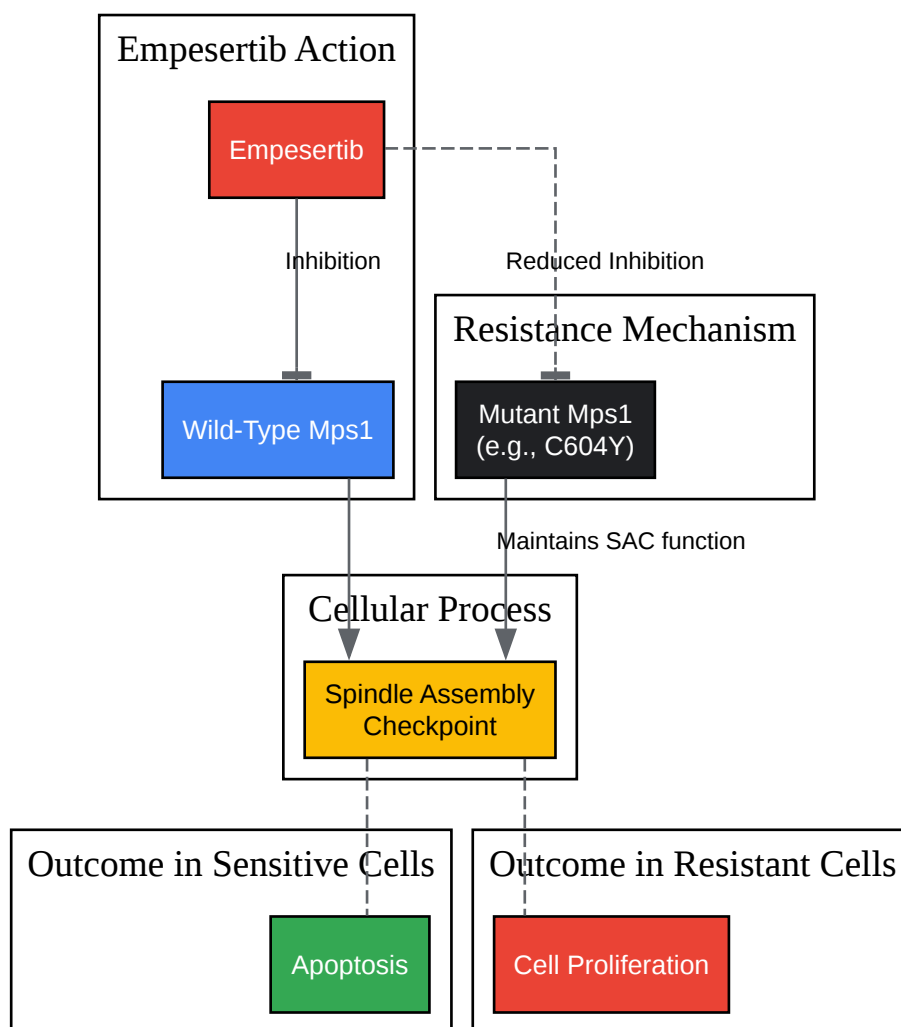 Empesertib Action
Empesertib
Inhibition
Reduced Inhibition
Resistance Mechanism
Wild-Type Mps1
Mutant Mps1
(e.g., C604Y)
Maintains SAC function
Cellular Process
Spindle Assembly
Checkpoint
Outcome in Sensitive Cells
Outcome in Resistant Cells
Apoptosis
Cell Proliferation